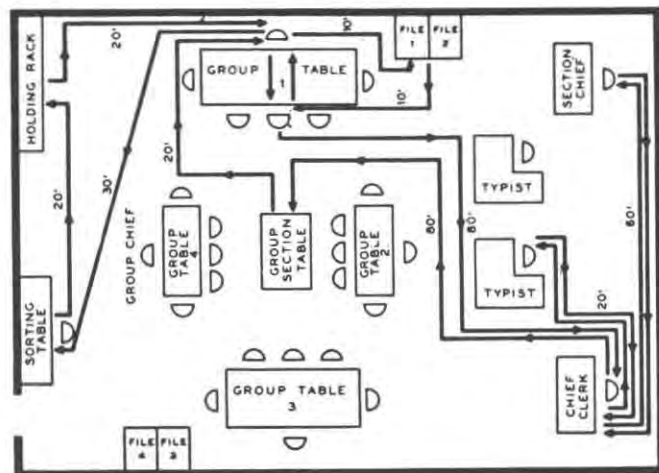 HOLDING RACK
20'
2
10'
FILE
1
FILE
2
GROUP 1 TABLE
10'
SECTION CHIEF
20'
30'
20'
GROUP CHIEF
GROUP
TABLE
4
GROUP
SECTION
TABLE
GROUP
TABLE
2
80'
80'
TYPIST
60'
TYPIST
20'
SORTING
TABLE
GROUP TABLE
3
CHIEF
CLERK
FILE
4
FILE
3